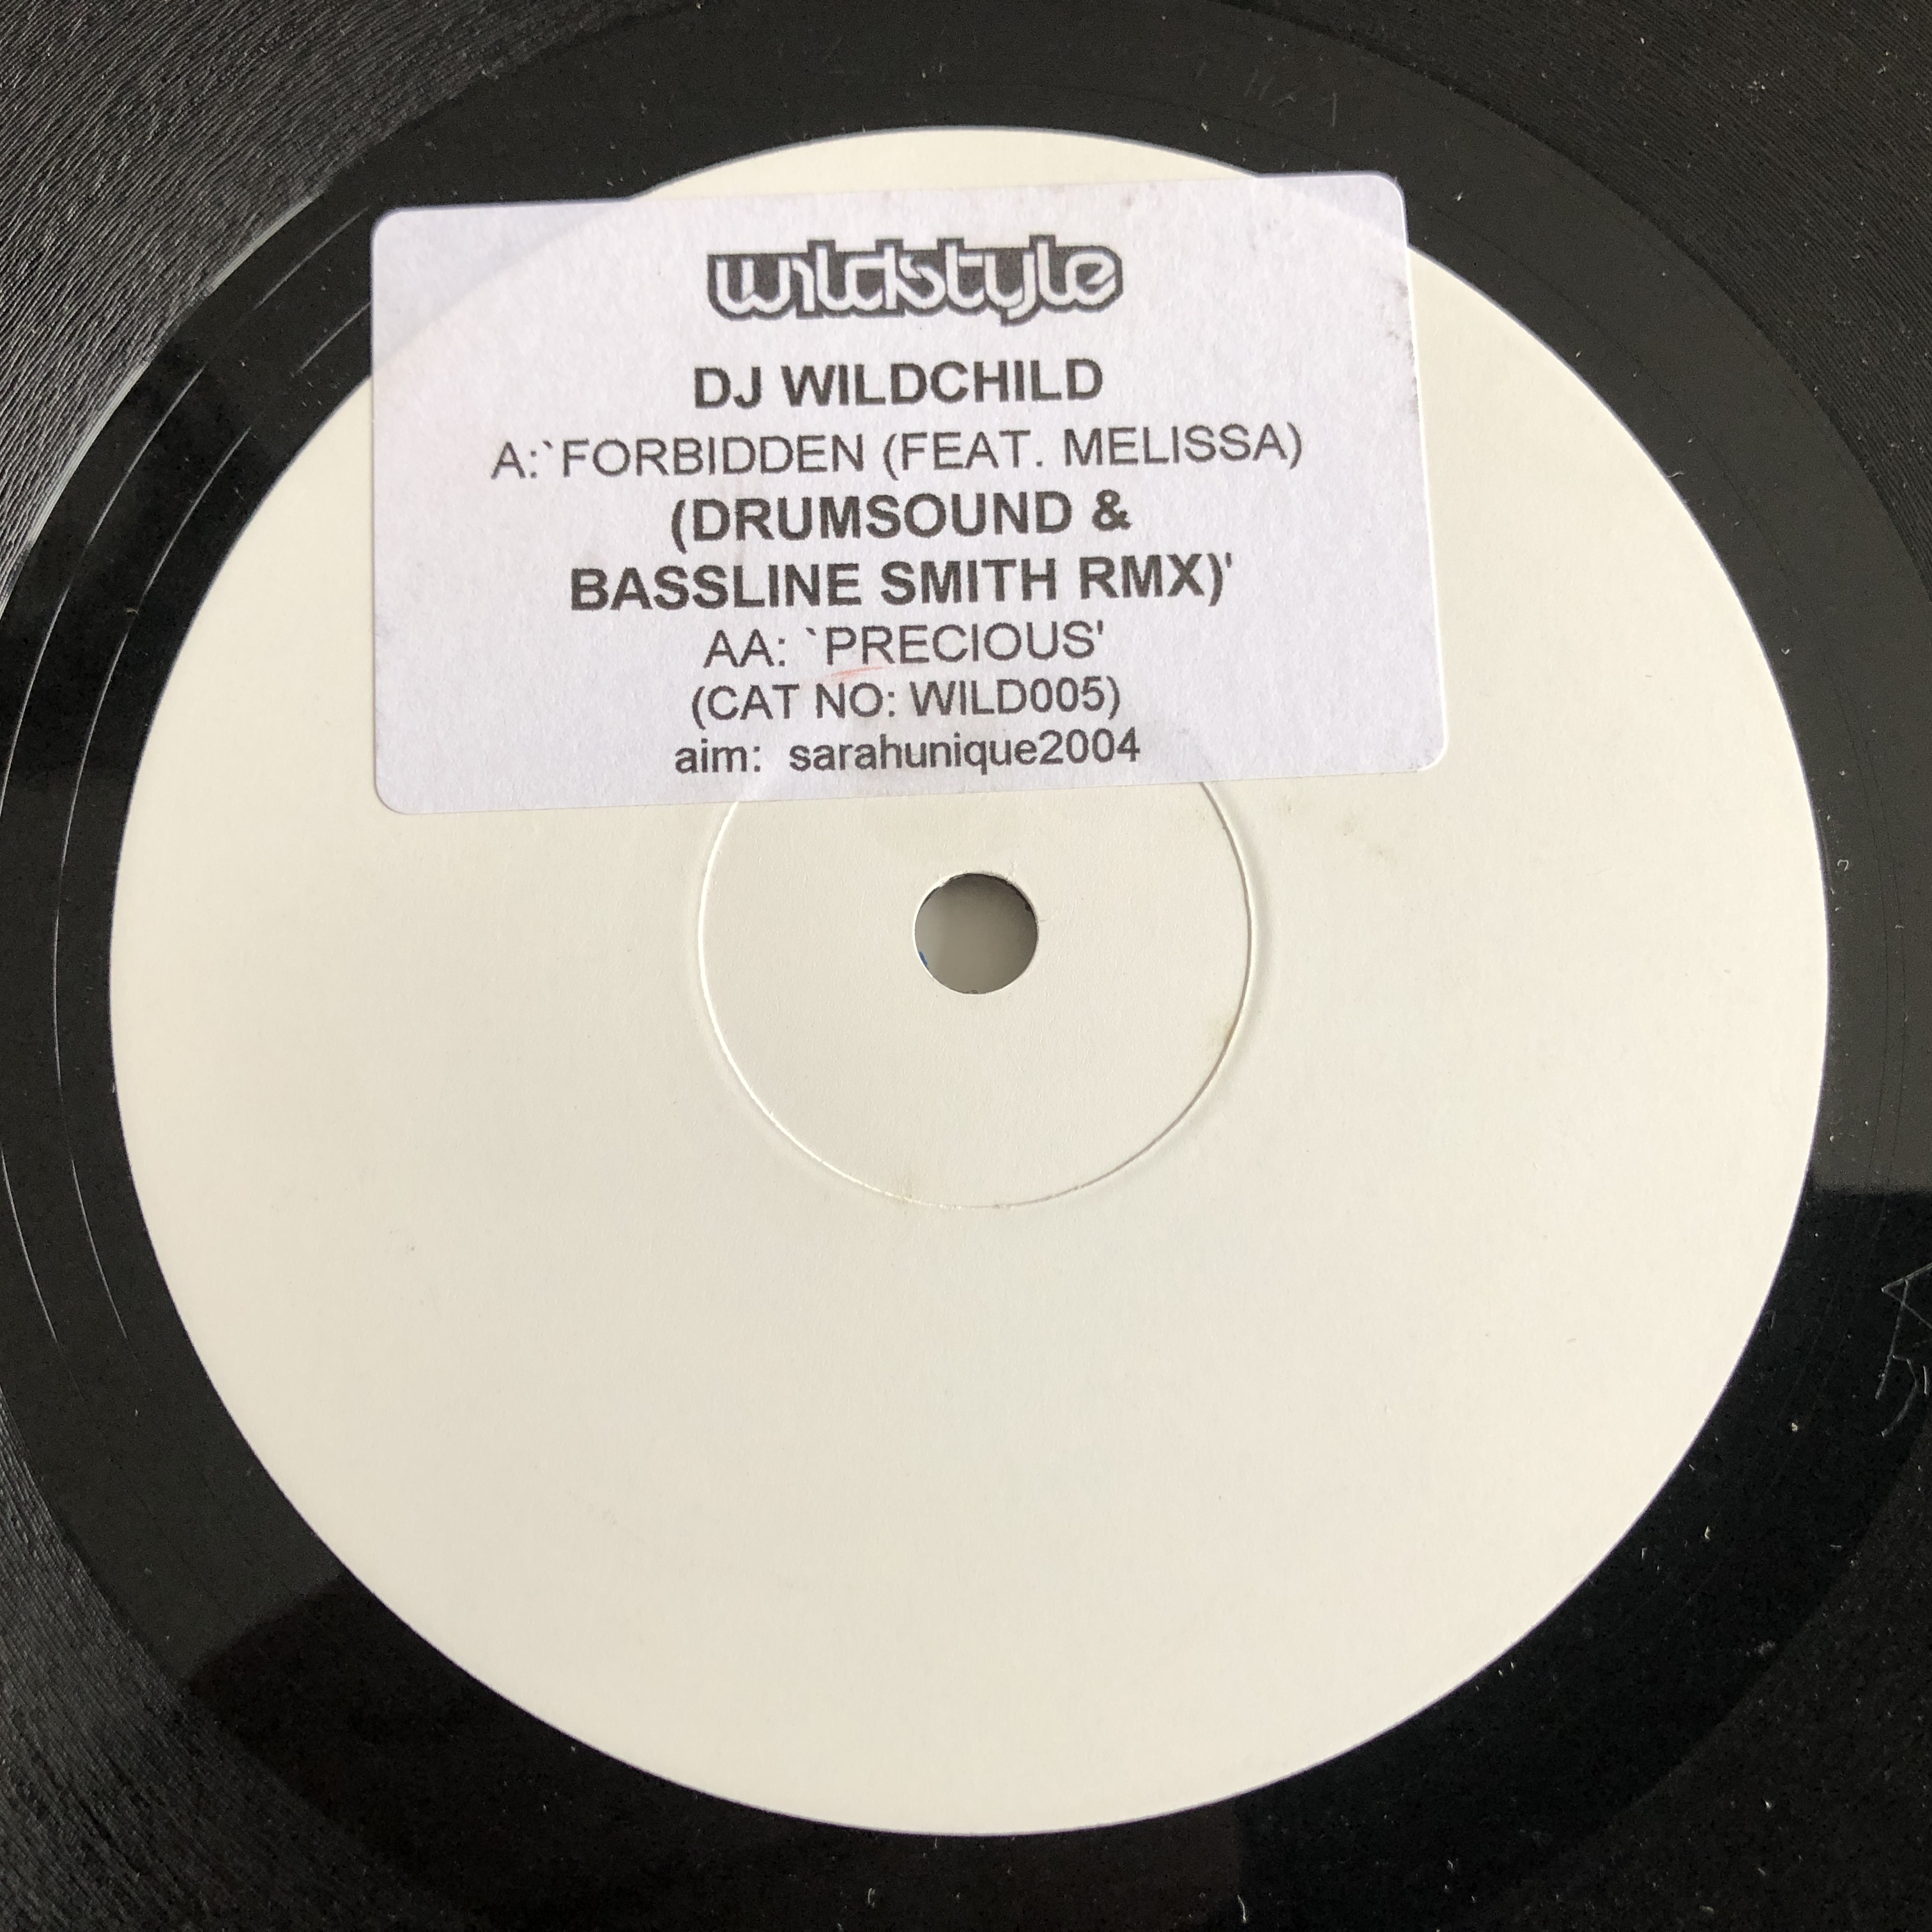 wildstyle
DJ WILDCHILD
A:`FORBIDDEN (FEAT. MELISSA)
(DRUMSOUND &
BASSLINE SMITH RMX)'
AA: `PRECIOUS'
(CAT NO: WILD005)
aim: sarahunique2004